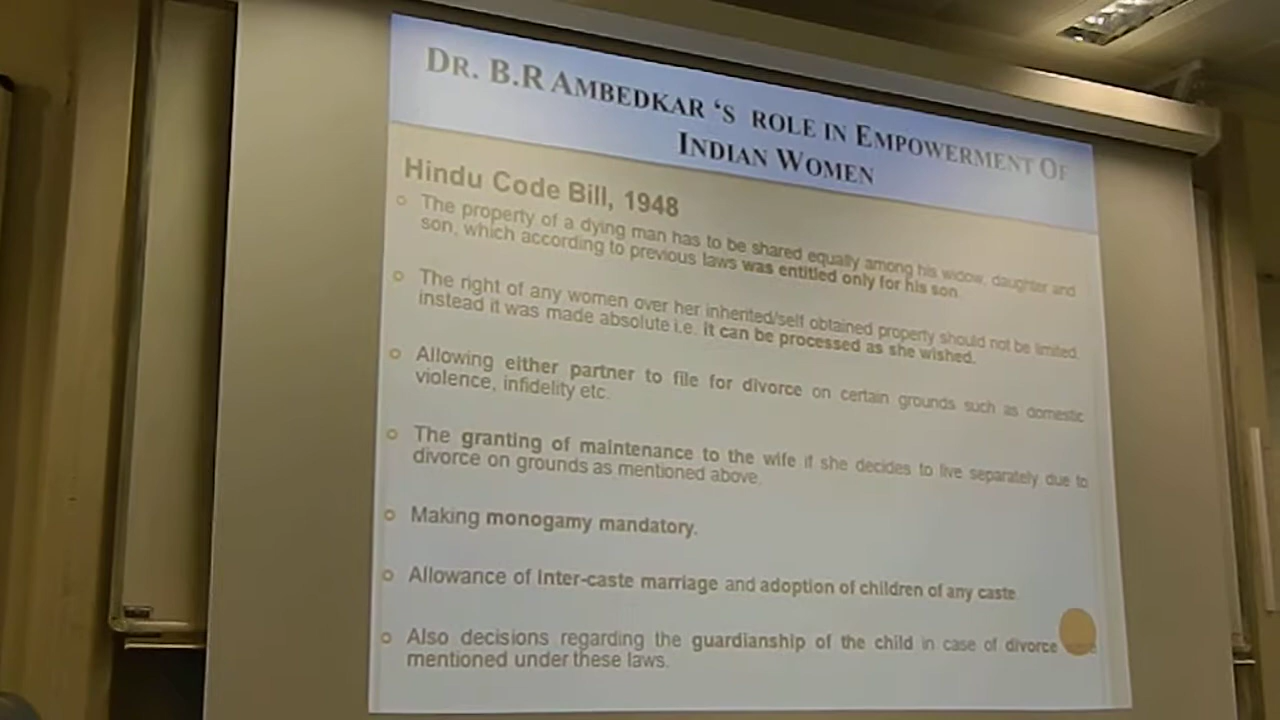 DR. B.R AMBEDKAR 'S ROLE IN EMPOWERMENT OF
INDIAN WOMEN
Hindu Code Bill, 1948
The property of a dying man has to be shared equally among his widow, daughter and
son, which according to previous laws was entitled only for his son.
The right of any women over her inherited/self obtained property should not be limited,
instead it was made absolute i.e. it can be processed as she wished.
Allowing either partner to file for divorce on certain grounds such as domestic
violence, infidelity etc.
The granting of maintenance to the wife if she decides to live separately due to
divorce on grounds as mentioned above.
Making monogamy mandatory.
Allowance of Inter-caste marriage and adoption of children of any caste
Also decisions regarding the guardianship of the child in case of divorce
mentioned under these laws.